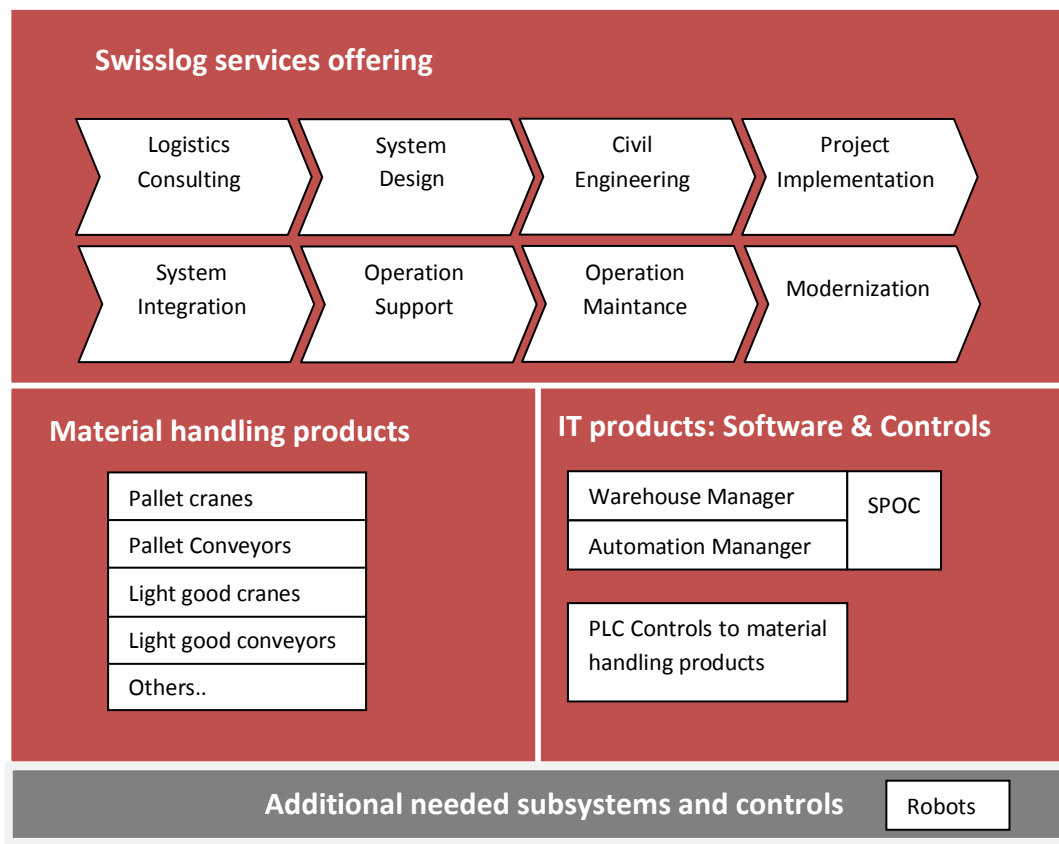 Swisslog services offering
Logistics
Consulting
System
Design
Civil
Engineering
Project
Implementation
System
Integration
Operation
Support
Operation
Maintance
Modernization
Material handling products
Pallet cranes
Pallet Conveyors
Light good cranes
Light good conveyors
Others..
IT products: Software & Controls
Warehouse Manager
Automation Mananger
SPOC
PLC Controls to material
handling products
Additional needed subsystems and controls
Robots